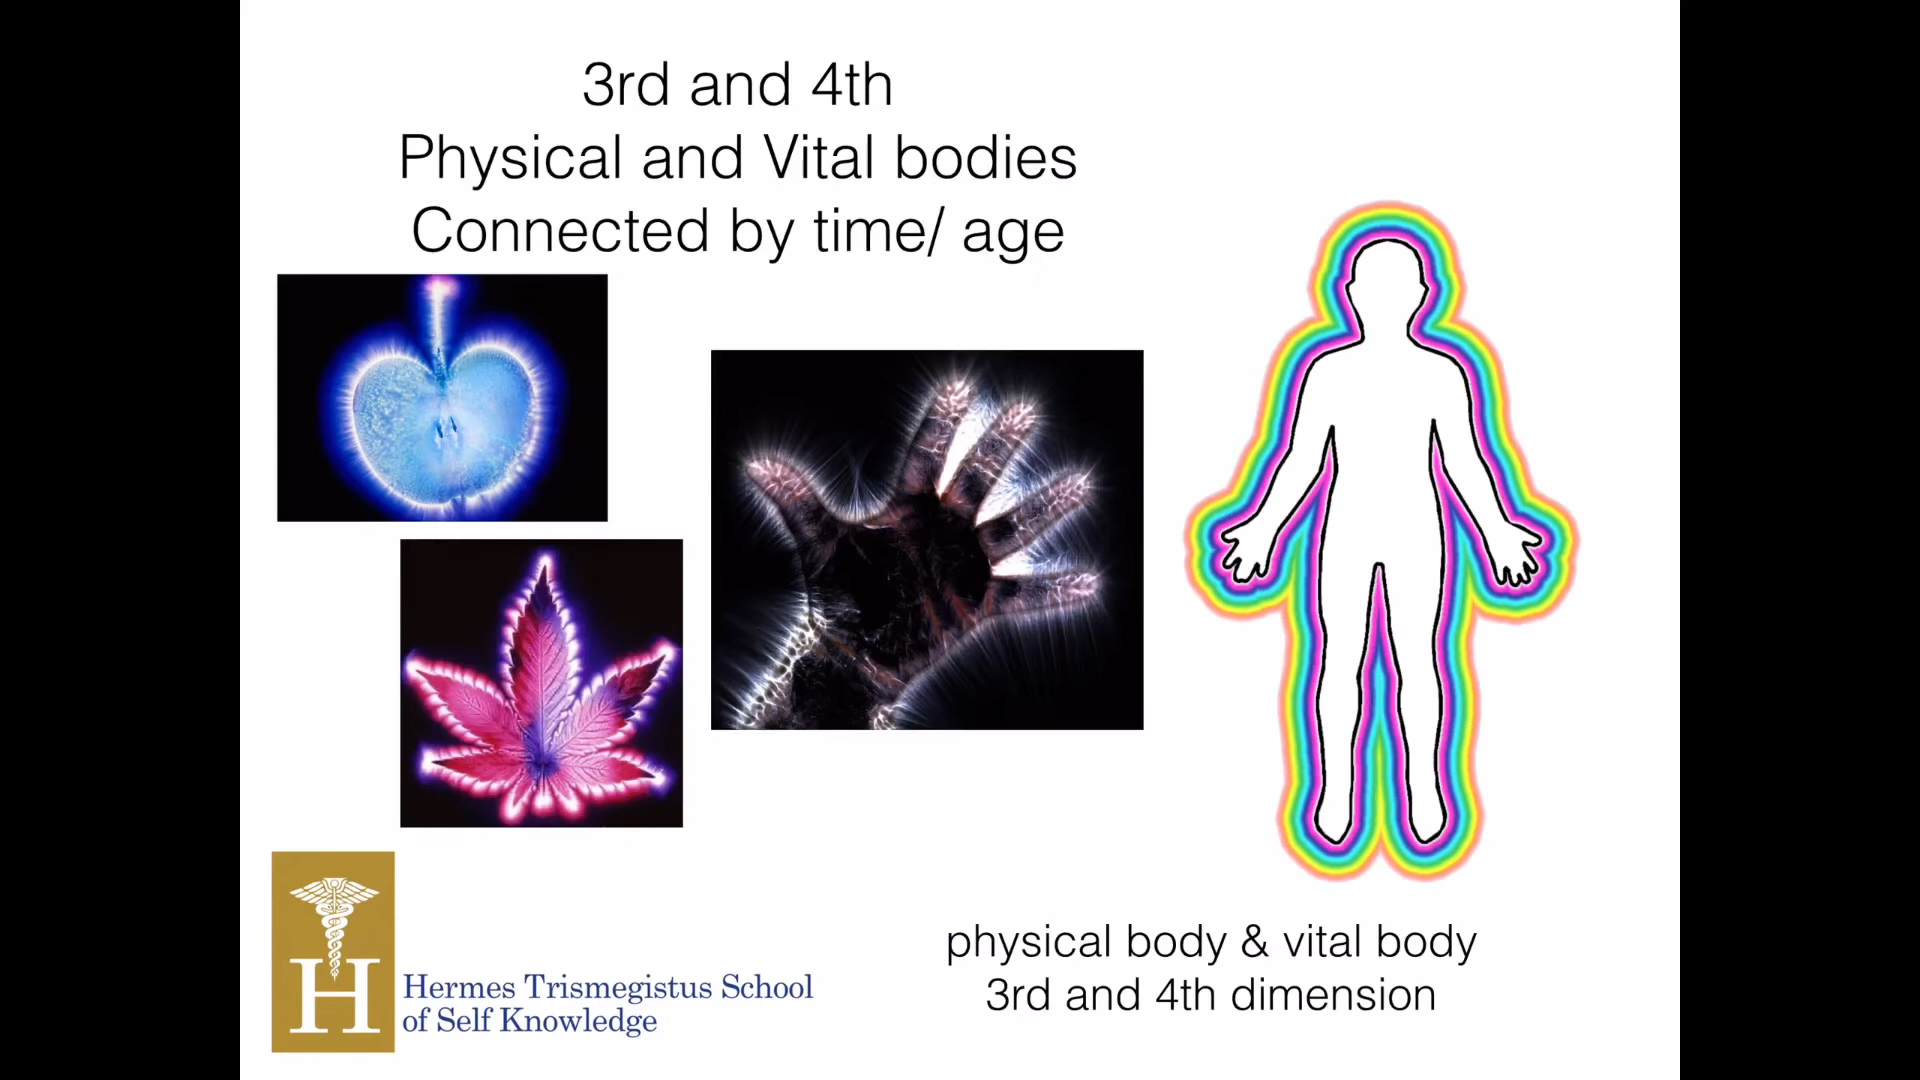 3rd and 4th
Physical and Vital bodies
Connected by time/ age
H
Hermes Trismegistus School
of Self Knowledge
physical body & vital body
3rd and 4th dimension